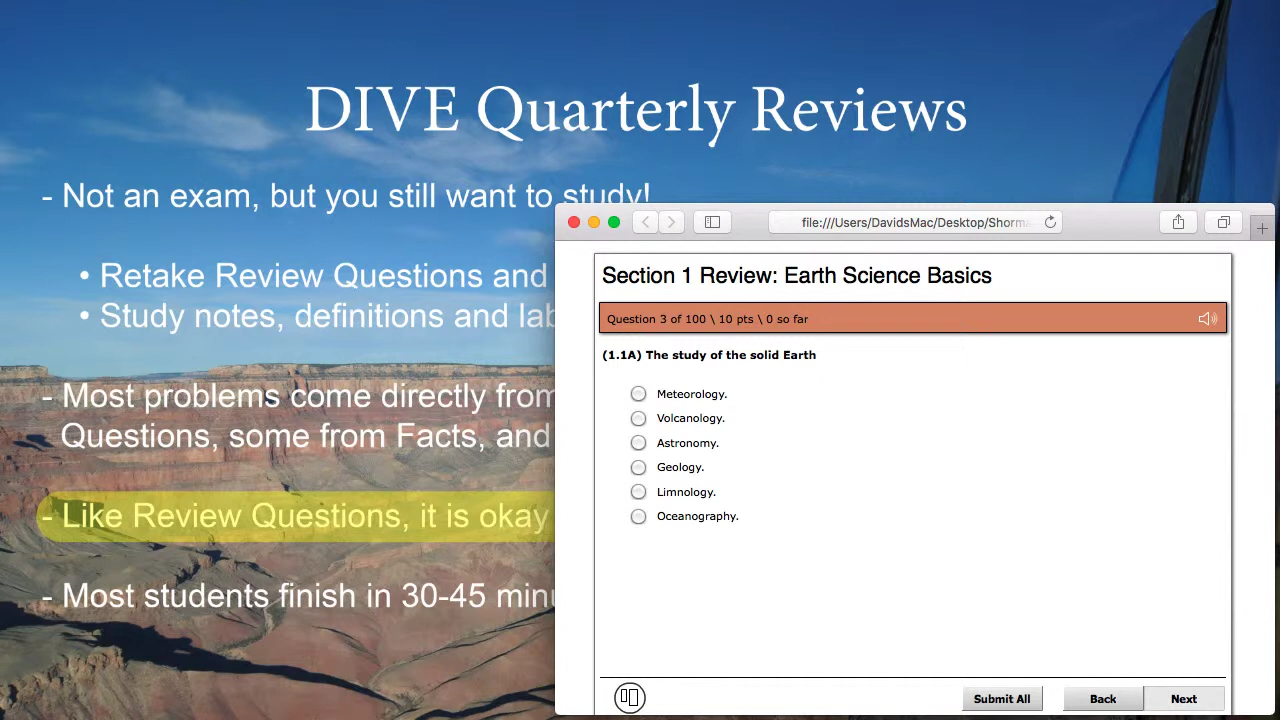 DIVE Quarterly Reviews
- Not an exam, but you still want to study!
• Retake Review Questions and
• Study notes, definitions and
- Most problems come directly from
Questions, some from Facts, and
- Like Review Questions, it is okay
- Most students finish in 30-45
file:///Users/DavidsMac/Desktop/Shorm
Section 1 Review: Earth Science Basics
Question 3 of 100 \ 10 pts \ 0 so far
(1.1A) The study of the solid Earth
Meteorology.
Volcanology.
Astronomy.
Geology.
Limnology.
Oceanography.
Submit All
Back
Next